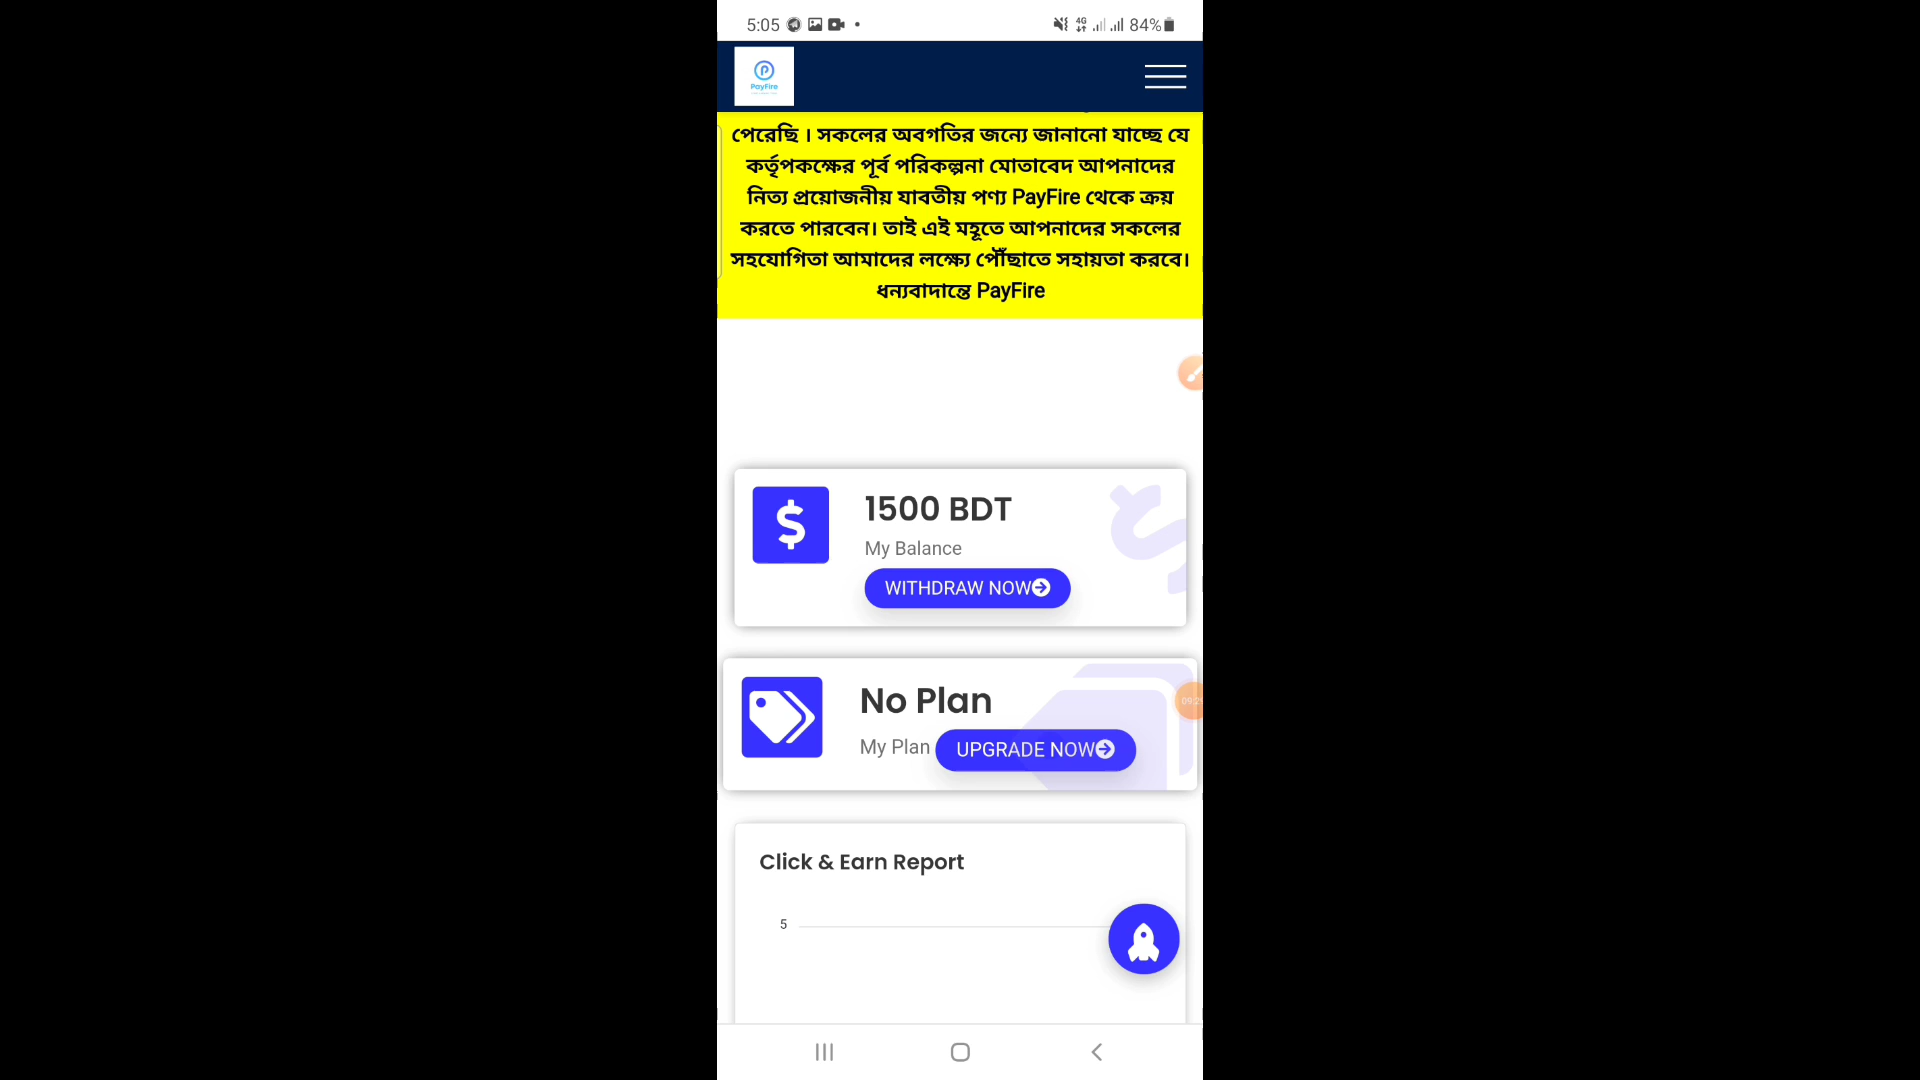 5:05
4G
84%
PayFire
পেরেছি । সকলের অবগতির জন্যে জানানো যাচ্ছে যে
কর্তৃপকক্ষের পূর্ব পরিকল্পনা মোতাবেদ আপনাদের
নিত্য প্রয়োজনীয় যাবতীয় পণ্য PayFire থেকে ক্রয়
করতে পারবেন। তাই এই মহূতে আপনাদের সকলের
সহযোগিতা আমাদের লক্ষ্যে পৌঁছাতে সহায়তা করবে।
ধন্যবাদান্তে PayFire
1500 BDT
My Balance
WITHDRAW NOW
No Plan
My Plan UPGRADE NOW
Click & Earn Report
5